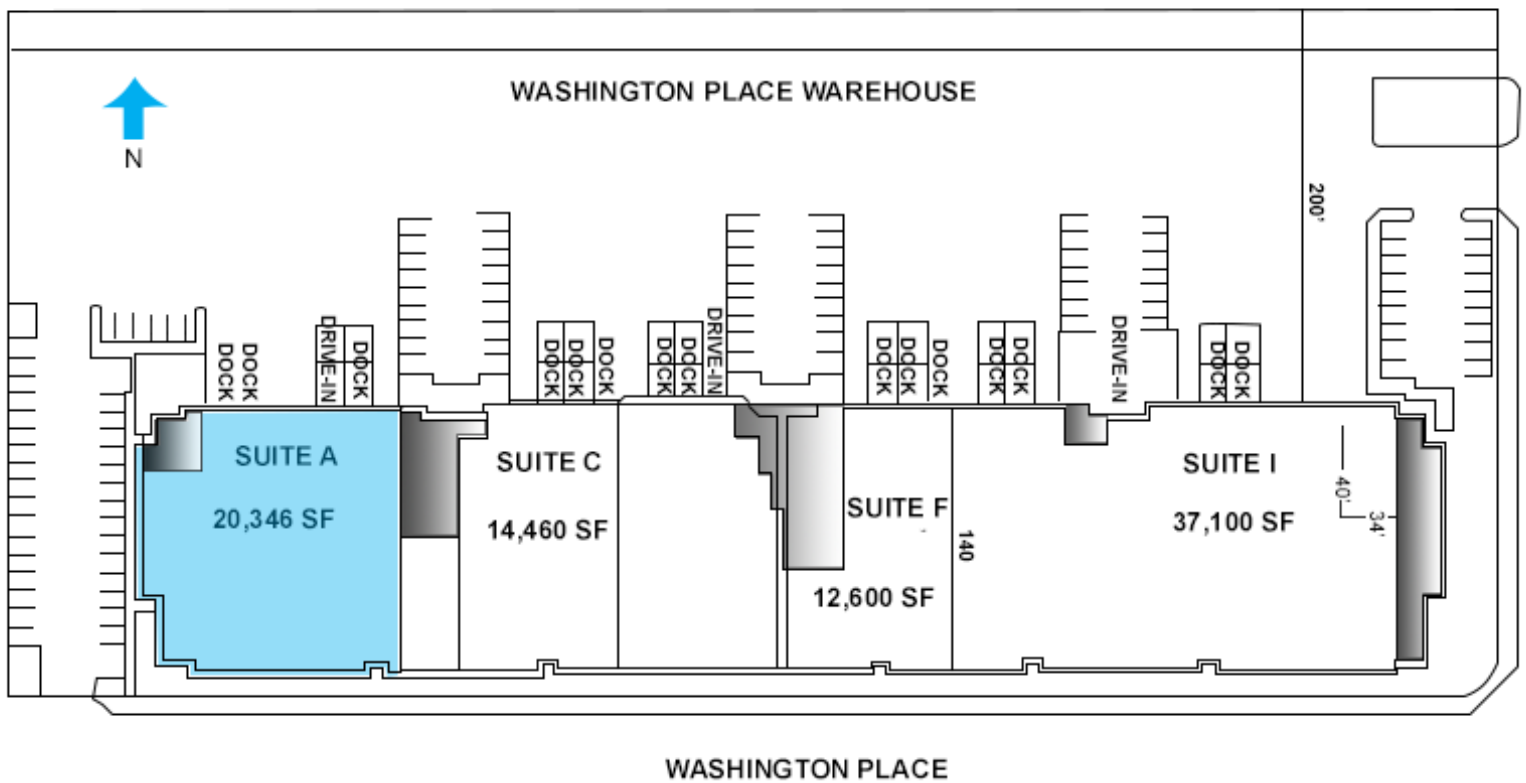 WASHINGTON PLACE WAREHOUSE
N
200'
DOCK
DOCK
DRIVE-IN
DOCK
DOCK
DOCK
DOCK
DOCK
DOCK
DRIVE-IN
DOCK
DOCK
DOCK
DOCK
DOCK
DRIVE-IN
DOCK
DOCK
SUITE A
20,346 SF
SUITE C
14,460 SF
SUITE F
12,600 SF
140
SUITE I
37,100 SF
40'
34'
WASHINGTON PLACE